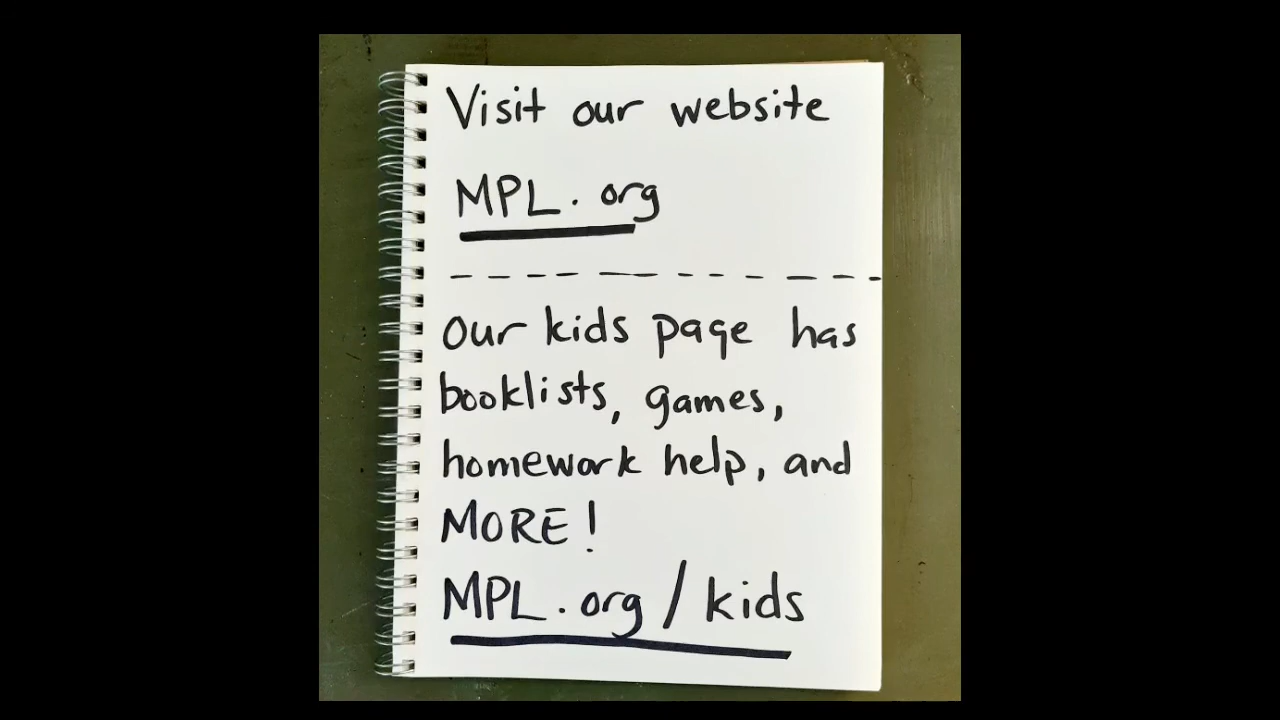 Visit our website
MPL.org
Our kids page has
booklists, games,
homework help, and
MORE!
MPL.org/kids